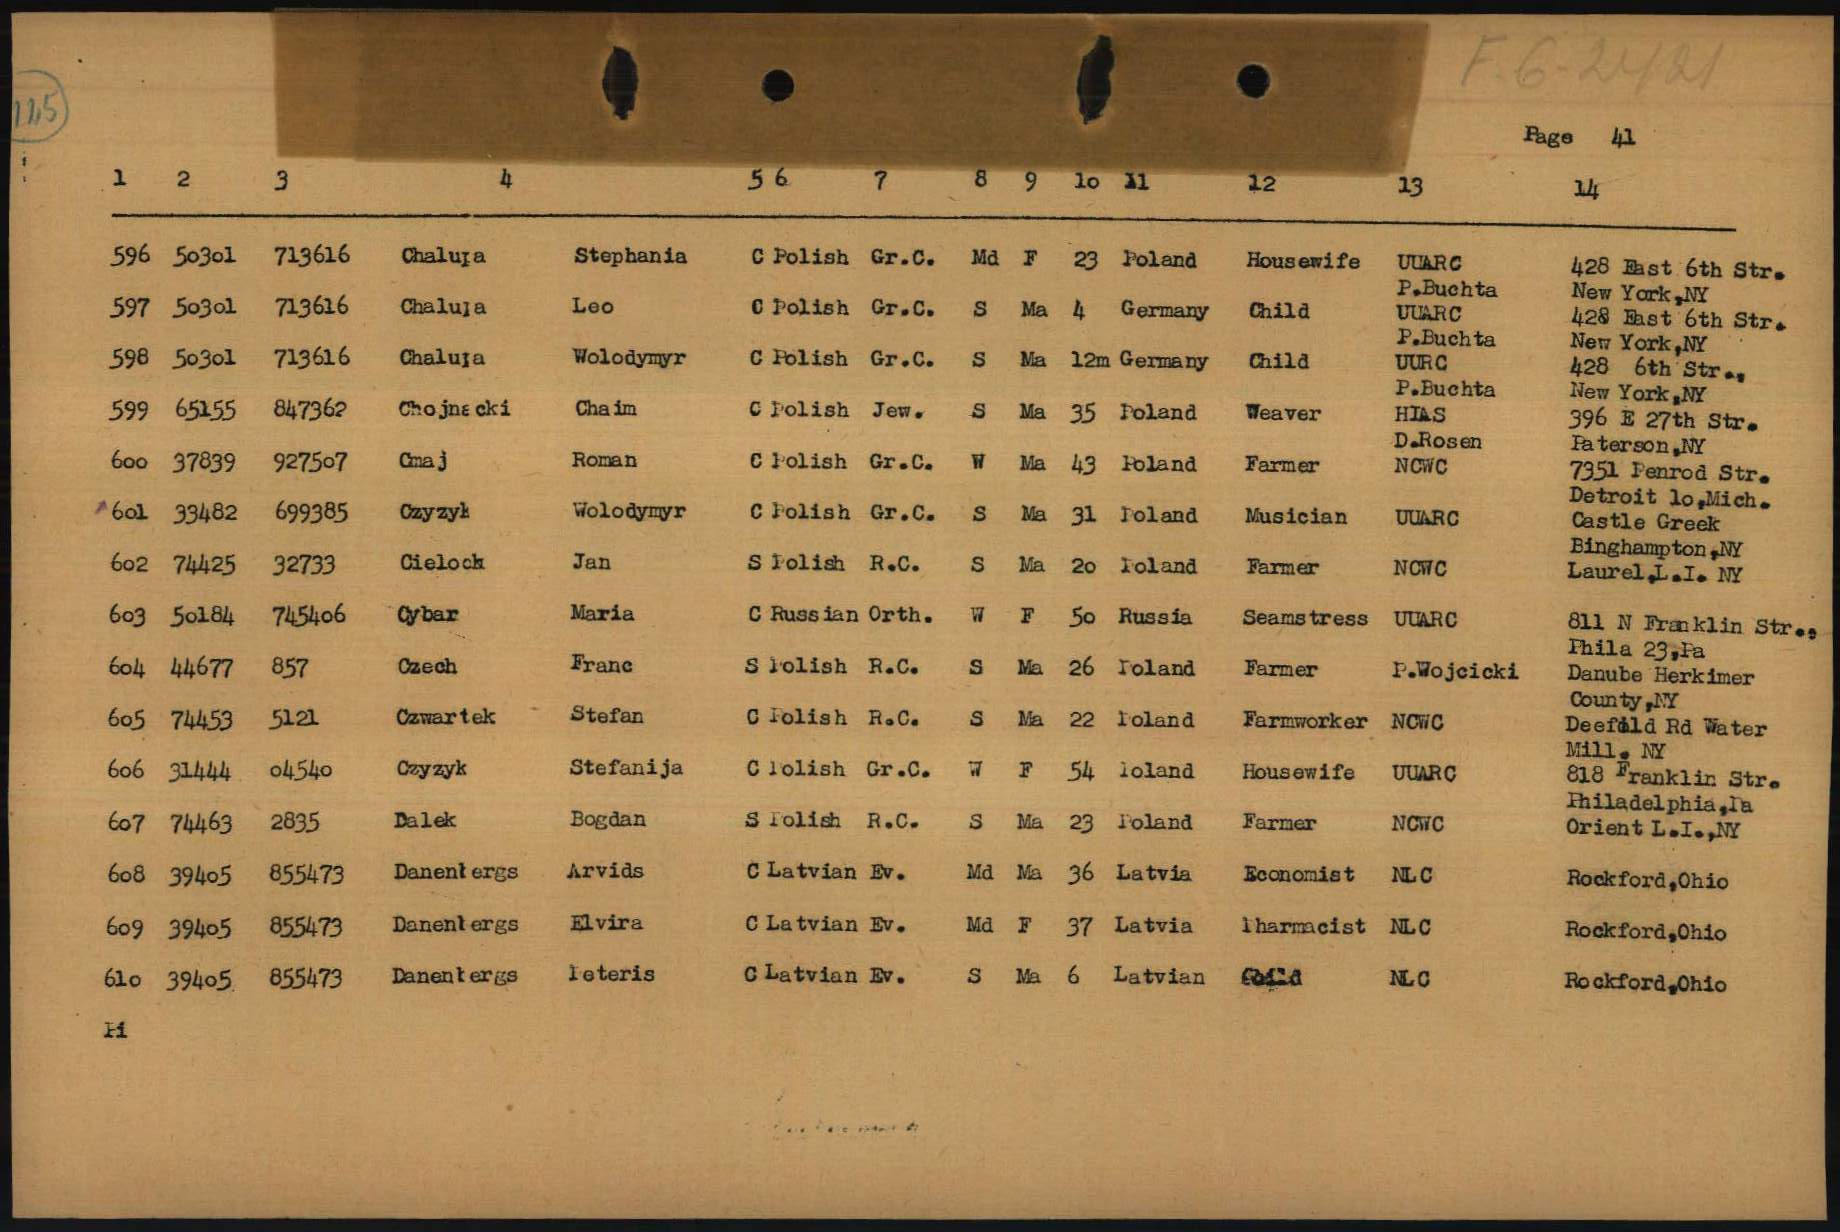 F-6-2421
115
Page 41
1 2 3 4 5 6 7 8 9 10 11 12 13 14
596 50301 713616 Chalupa Stephania C Polish Gr.C. Md F 23 Poland Housewife UUARC 428 East 6th Str.
P.Buchta New York,NY
597 50301 713616 Chalupa Leo C Polish Gr.C. S Ma 4 Germany Child UUARC 428 East 6th Str.
P.Buchta New York,NY
598 50301 713616 Chalupa Wolodymyr C Polish Gr.C. S Ma 12m Germany Child UURC 428 6th Str.,
P.Buchta New York,NY
599 65155 847362 Chojnacki Chaim C Polish Jew. S Ma 35 Poland Weaver HIAS 396 E 27th Str.
D.Rosen Paterson,NY
600 37839 927507 Cmaj Roman C Polish Gr.C. W Ma 43 Poland Farmer NCWC 7351 Penrod Str.
Detroit 10,Mich.
601 33482 699385 Czyzyk Wolodymyr C Polish Gr.C. S Ma 31 Poland Musician UUARC Castle Greek
Binghampton,NY
602 74425 32733 Cieloch Jan S Polish R.C. S Ma 20 Poland Farmer NCWC Laurel,L.I. NY
603 50184 745406 Cybar Maria C Russian Orth. W F 50 Russia Seamstress UUARC 811 N Franklin Str.,
Phila 23,Pa
604 44677 857 Czech Franc S Polish R.C. S Ma 26 Poland Farmer P.Wojcicki Danube Herkimer
County,NY
605 74453 5121 Czwartek Stefan C Polish R.C. S Ma 22 Poland Farmworker NCWC Deefild Rd Water
Mill. NY
606 31444 04540 Czyzyk Stefanija C Polish Gr.C. W F 54 Poland Housewife UUARC 818 Franklin Str.
Philadelphia,Pa
607 74463 2835 Dalek Bogdan S Polish R.C. S Ma 23 Poland Farmer NCWC Orient L.I.,NY
608 39405 855473 Danenbergs Arvids C Latvian Ev. Md Ma 36 Latvia Economist NLC Rockford,Ohio
609 39405 855473 Danenbergs Elvira C Latvian Ev. Md F 37 Latvia Pharmacist NLC Rockford,Ohio
610 39405 855473 Danenbergs Peteris C Latvian Ev. S Ma 6 Latvian Child NLC Rockford,Ohio
Pi